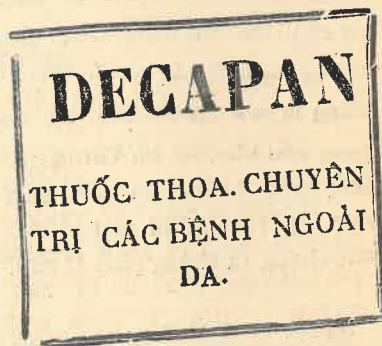 DECAPAN
THUỐC THOA. CHUYÊN
TRỊ CÁC BỆNH NGOÀI
DA.